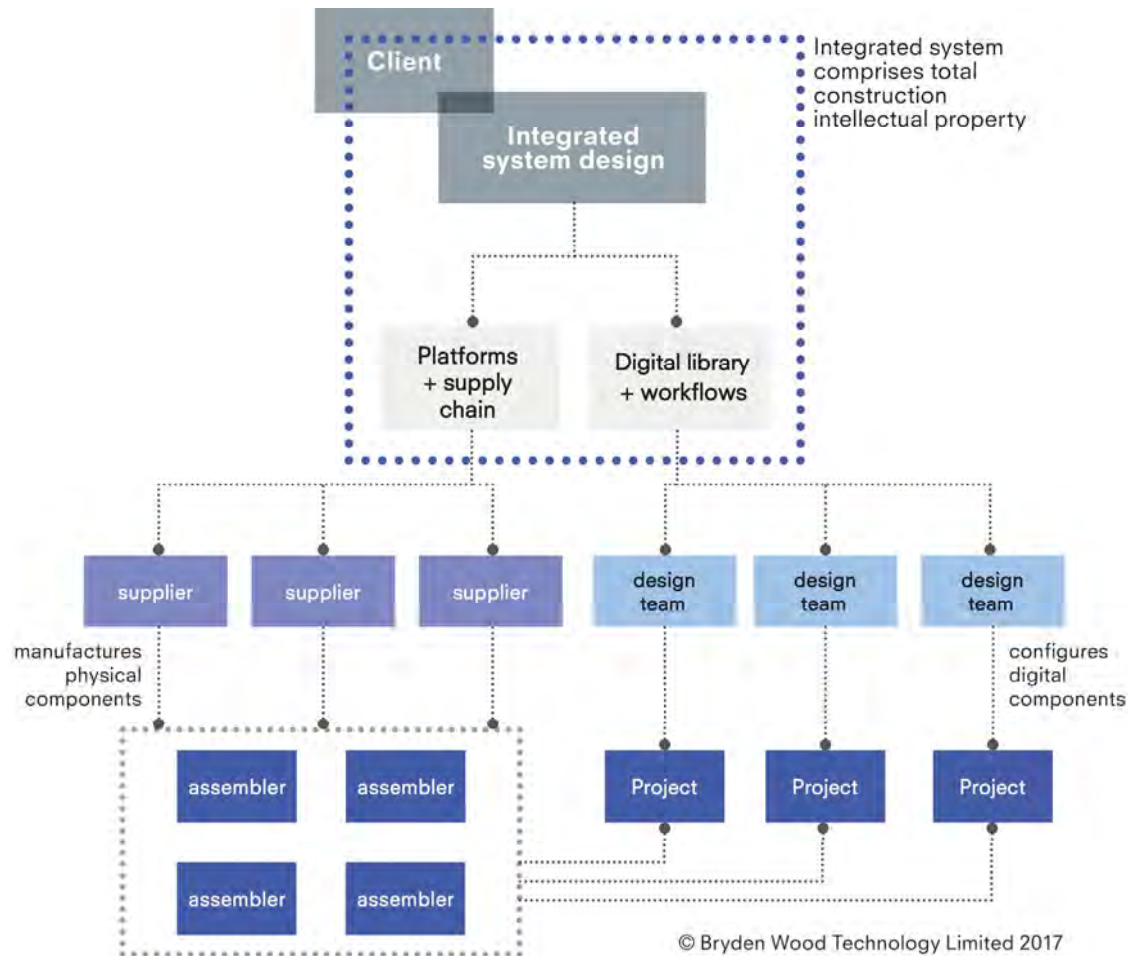 Client
Integrated system
comprises total
construction
intellectual property
Integrated
system design
Platforms
+ supply
chain
Digital library
+ workflows
supplier
supplier
supplier
design
team
design
team
design
team
manufactures
physical
components
configures
digital
components
assembler
assembler
Project
Project
Project
assembler
assembler
© Bryden Wood Technology Limited 2017